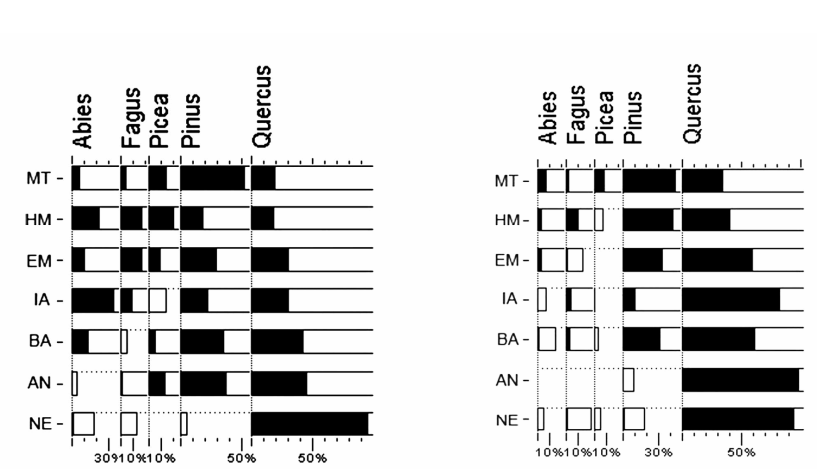 Abies Fagus Picea Pinus Quercus
MT
HM
EM
IA
BA
AN
NE
30% 10% 10% 50% 50%
Abies Fagus Picea Pinus Quercus
MT
HM
EM
IA
BA
AN
NE
10% 10% 10% 30% 50%